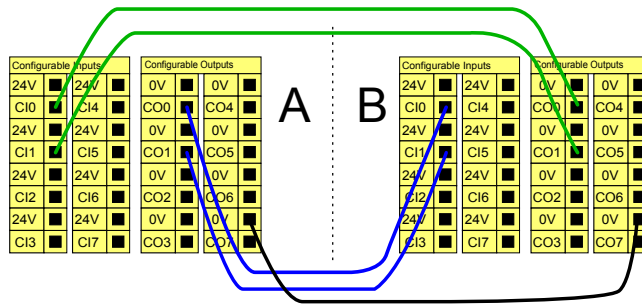 Configurable Inputs
24V 24V
CI0 CI4
24V 24V
CI1 CI5
24V 24V
CI2 CI6
24V 24V
CI3 CI7
Configurable Outputs
0V 0V
CO0 CO4
0V 0V
CO1 CO5
0V 0V
CO2 CO6
0V 0V
CO3 CO7
A
B
Configurable Inputs
24V 24V
CI0 CI4
24V 24V
CI1 CI5
24V 24V
CI2 CI6
24V 24V
CI3 CI7
Configurable Outputs
0V 0V
CO0 CO4
0V 0V
CO1 CO5
0V 0V
CO2 CO6
0V 0V
CO3 CO7